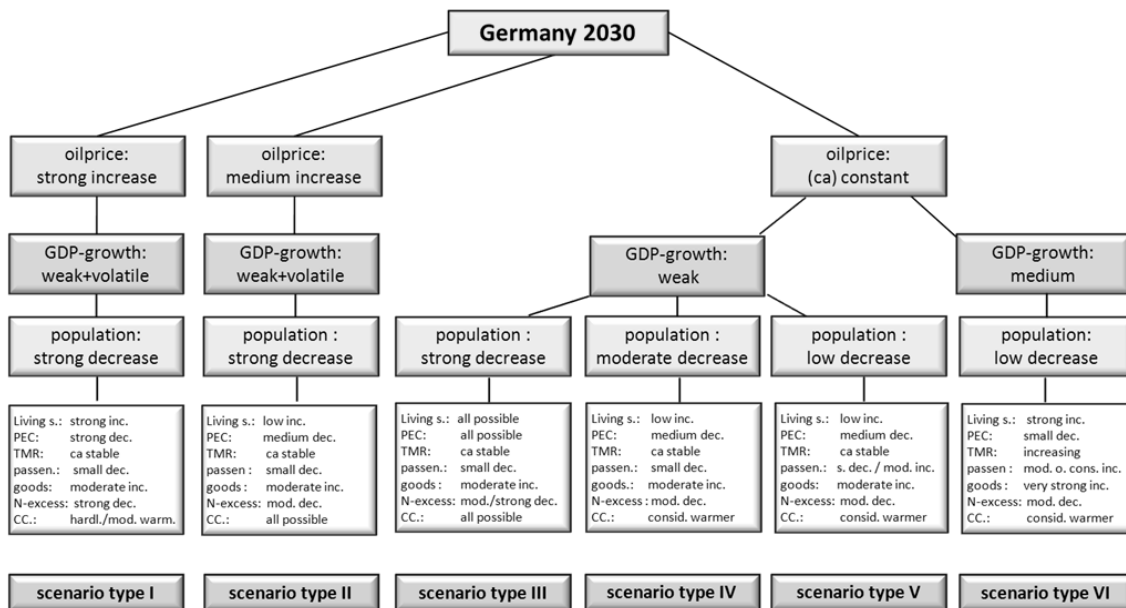 Germany 2030
oilprice:
strong increase
oilprice:
medium increase
oilprice:
(ca) constant
GDP-growth:
weak+volatile
GDP-growth:
weak+volatile
GDP-growth:
weak
GDP-growth:
medium
population:
strong decrease
population :
strong decrease
population :
strong decrease
population :
moderate decrease
population :
low decrease
population:
low decrease
Living s.: strong inc.
PEC: strong dec.
TMR: ca stable
passen.: small dec.
goods: moderate inc.
N-excess: strong dec.
CC.: hardl./mod. warm.
Living s.: low inc.
PEC: medium dec.
TMR: ca stable
passen : small dec.
goods: moderate inc.
N-excess: mod. dec.
CC.: all possible
Living s.: all possible
PEC: all possible
TMR: ca stable
passen.: small dec.
goods: moderate inc.
N-excess: mod./strong dec.
CC.: all possible
Living s.: low inc.
PEC: medium dec.
TMR: ca stable
passen.: small dec.
goods.: moderate inc.
N-excess : mod. dec.
CC.: consid. warmer
Living s.: low inc.
PEC: medium dec.
TMR: ca stable
passen.: s. dec. / mod. inc.
goods: moderate inc.
N-excess: mod. dec.
CC.: consid. warmer
Living s.: strong inc.
PEC: small dec.
TMR: increasing
passen : mod. o. cons. inc.
goods : very strong inc.
N-excess: mod. dec.
CC.: consid. warmer
scenario type I
scenario type II
scenario type III
scenario type IV
scenario type V
scenario type VI